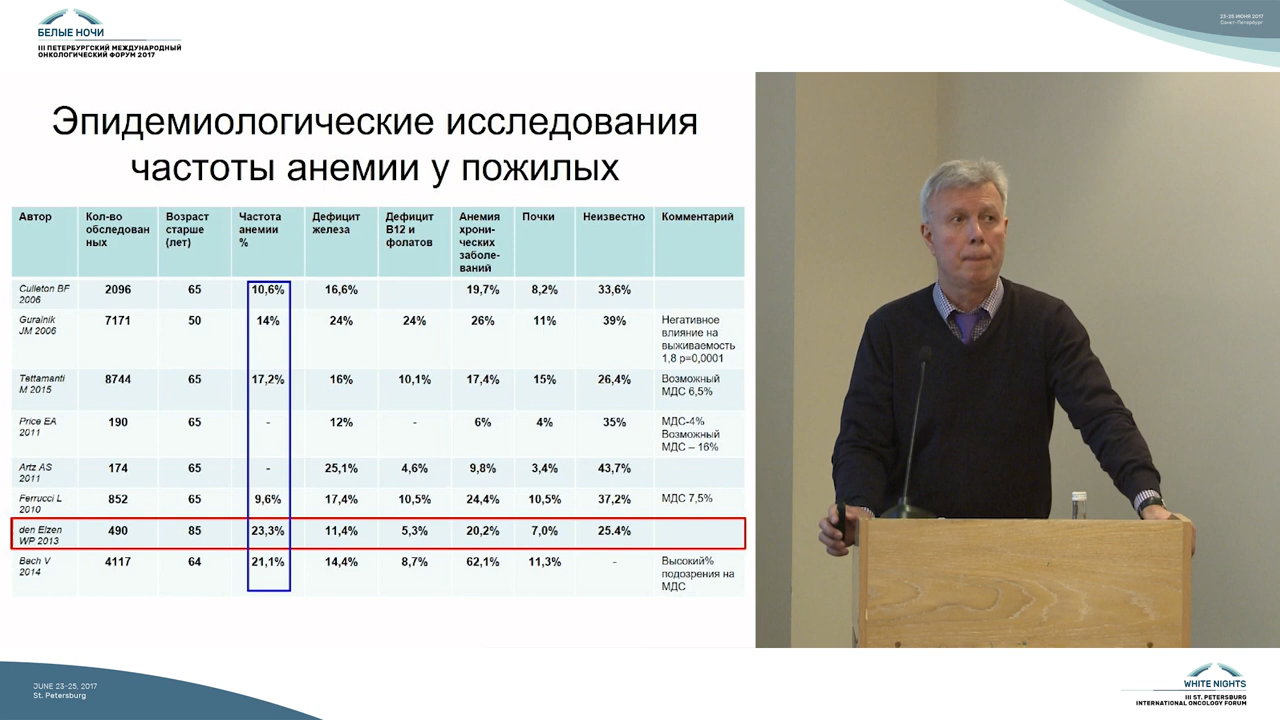 БЕЛЫЕ НОЧИ
III ПЕТЕРБУРГСКИЙ МЕЖДУНАРОДНЫЙ
ОНКОЛОГИЧЕСКИЙ ФОРУМ 2017
23-25 ИЮНЯ 2017
Санкт-Петербург
Эпидемиологические исследования
частоты анемии у пожилых
Автор Кол-во обследован ных Возраст старше (лет) Частота анемии % Дефицит железа Дефицит B12 и фолатов Анемия хрони- ческих заболе- ваний Почки Неизвестно Комментарий
Culleton BF 2006 2096 65 10,6% 16,6% 19,7% 8,2% 33,6%
Guralnik JM 2006 7171 50 14% 24% 24% 26% 11% 39% Негативное влияние на выживаемость 1,8 p=0,0001
Tettamanti M 2015 8744 65 17,2% 16% 10,1% 17,4% 15% 26,4% Возможный МДС 6,5%
Price EA 2011 190 65 - 12% - 6% 4% 35% МДС-4% Возможный МДС – 16%
Artz AS 2011 174 65 - 25,1% 4,6% 9,8% 3,4% 43,7%
Ferrucci L 2010 852 65 9,6% 17,4% 10,5% 24,4% 10,5% 37,2% МДС 7,5%
den Elzen WP 2013 490 85 23,3% 11,4% 5,3% 20,2% 7,0% 25.4%
Bach V 2014 4117 64 21,1% 14,4% 8,7% 62,1% 11,3% - Высокий% подозрения на МДС
JUNE 23-25, 2017
St. Petersburg
WHITE NIGHTS
III ST. PETERSBURG
INTERNATIONAL ONCOLOGY FORUM